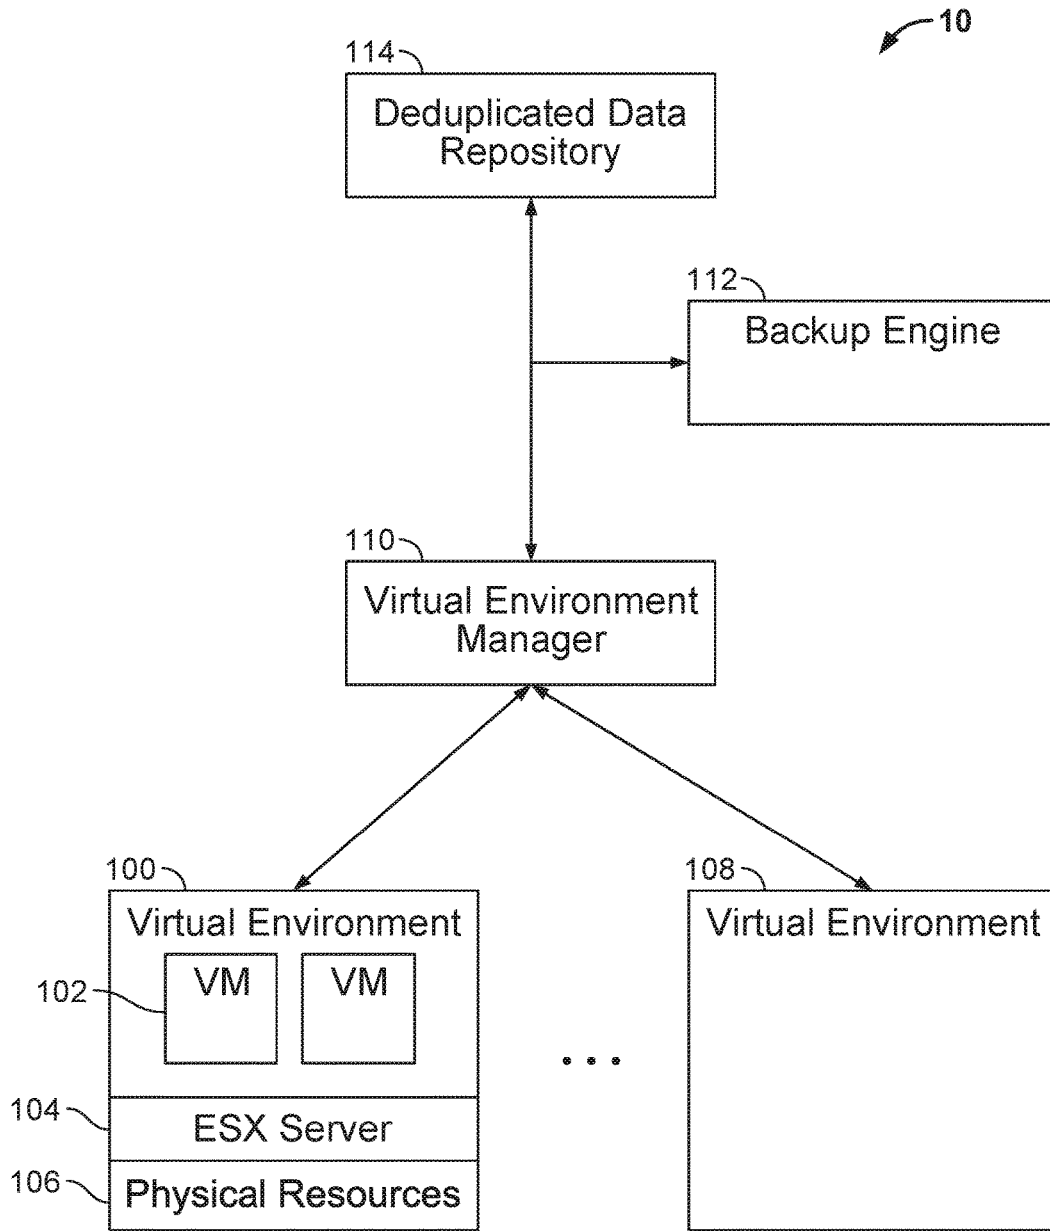 10
114
Deduplicated Data
Repository
112
Backup Engine
110
Virtual Environment
Manager
100
Virtual Environment
102
VM
VM
104
ESX Server
106
Physical Resources
108
Virtual Environment
...